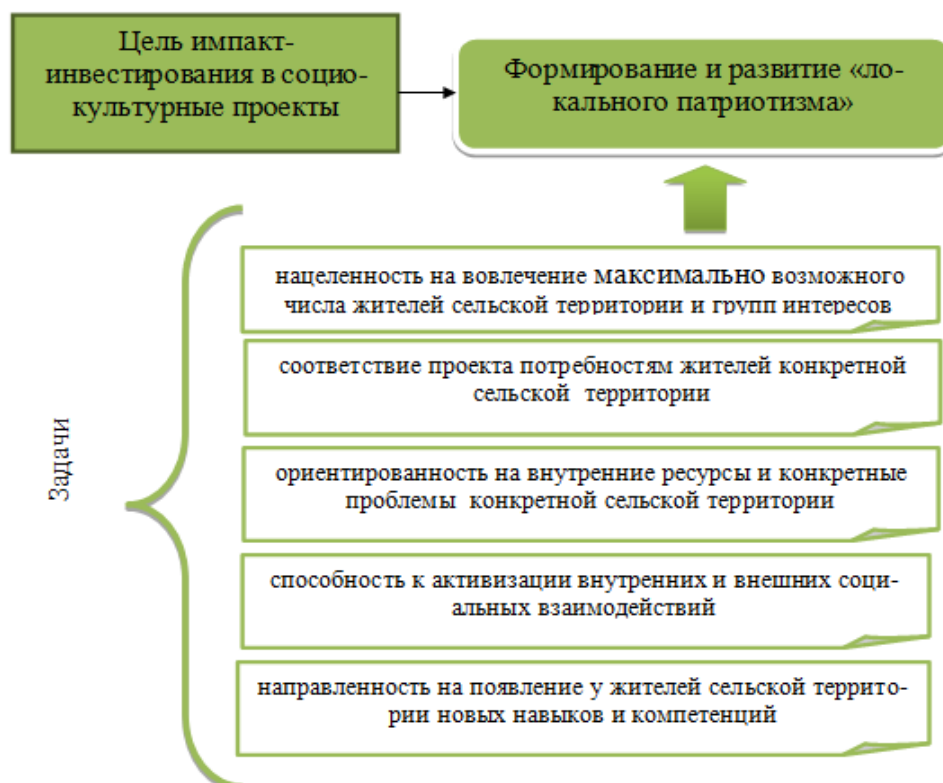 Цель импакт-
инвестирования в социо-
культурные проекты
Формирование и развитие «ло-
кального патриотизма»
Задачи
нацеленность на вовлечение максимально возможного
числа жителей сельской территории и групп интересов
соответствие проекта потребностям жителей конкретной
сельской территории
ориентированность на внутренние ресурсы и конкретные
проблемы конкретной сельской территории
способность к активизации внутренних и внешних соци-
альных взаимодействий
направленность на появление у жителей сельской террито-
рии новых навыков и компетенций